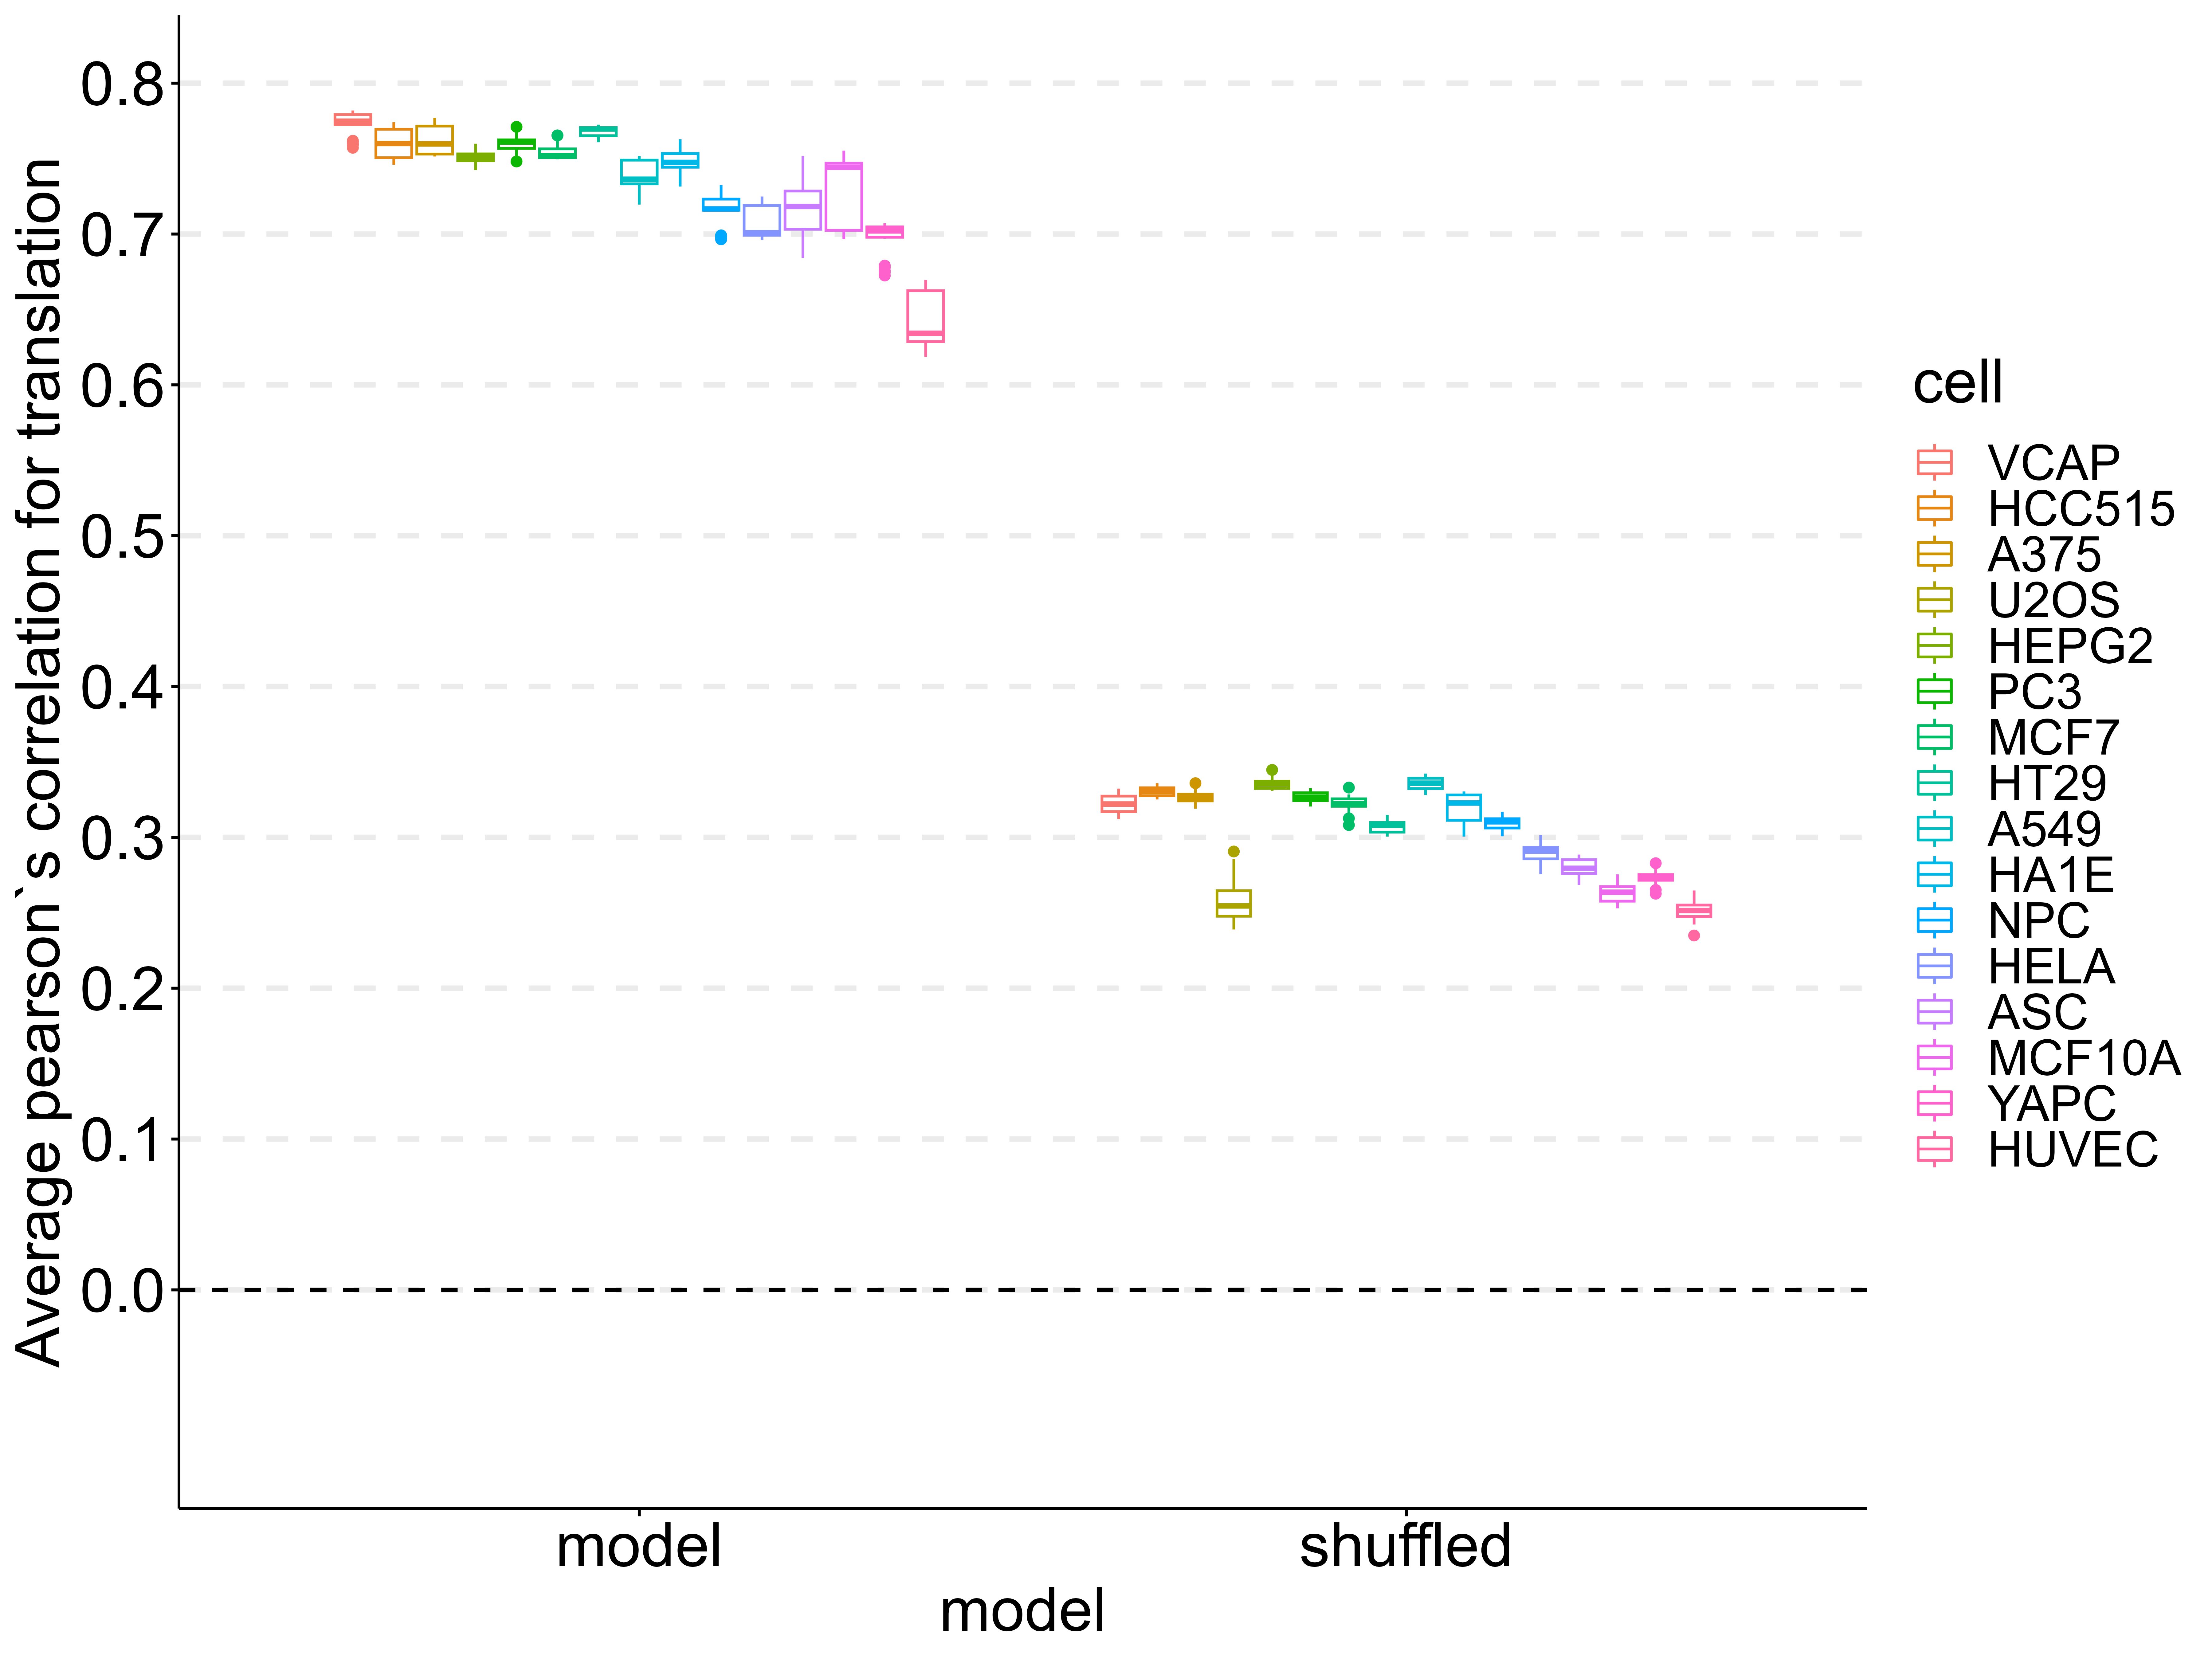 Average pearson`s correlation for translation
0.8
0.7
0.6
0.5
0.4
0.3
0.2
0.1
0.0
model
shuffled
model
cell
VCAP
HCC515
A375
U2OS
HEPG2
PC3
MCF7
HT29
A549
HA1E
NPC
HELA
ASC
MCF10A
YAPC
HUVEC